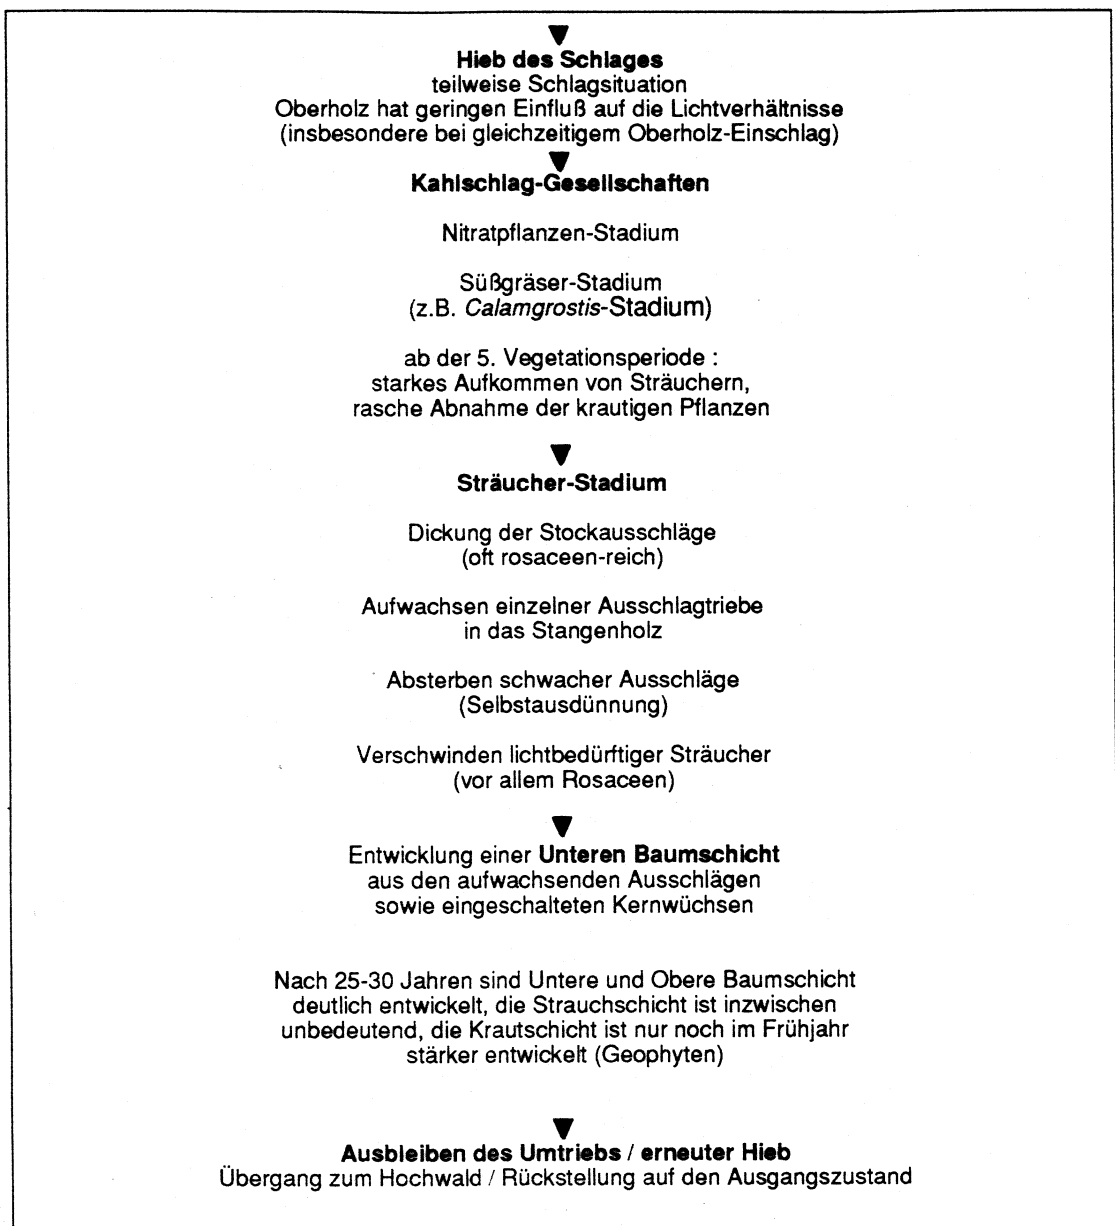 Hieb des Schlages
teilweise Schlagsituation
Oberholz hat geringen Einfluß auf die Lichtverhältnisse
(insbesondere bei gleichzeitigem Oberholz-Einschlag)
Kahlschlag-Gesellschaften
Nitratpflanzen-Stadium
Süßgräser-Stadium
(z.B. Calamgrostis-Stadium)
ab der 5. Vegetationsperiode :
starkes Aufkommen von Sträuchern,
rasche Abnahme der krautigen Pflanzen
Sträucher-Stadium
Dickung der Stockausschläge
(oft rosaceen-reich)
Aufwachsen einzelner Ausschlagtriebe
in das Stangenholz
Absterben schwacher Ausschläge
(Selbstausdünnung)
Verschwinden lichtbedürftiger Sträucher
(vor allem Rosaceen)
Entwicklung einer Unteren Baumschicht
aus den aufwachsenden Ausschlägen
sowie eingeschalteten Kernwüchsen
Nach 25-30 Jahren sind Untere und Obere Baumschicht
deutlich entwickelt, die Strauchschicht ist inzwischen
unbedeutend, die Krautschicht ist nur noch im Frühjahr
stärker entwickelt (Geophyten)
Ausbleiben des Umtriebs / erneuter Hieb
Übergang zum Hochwald / Rückstellung auf den Ausgangszustand